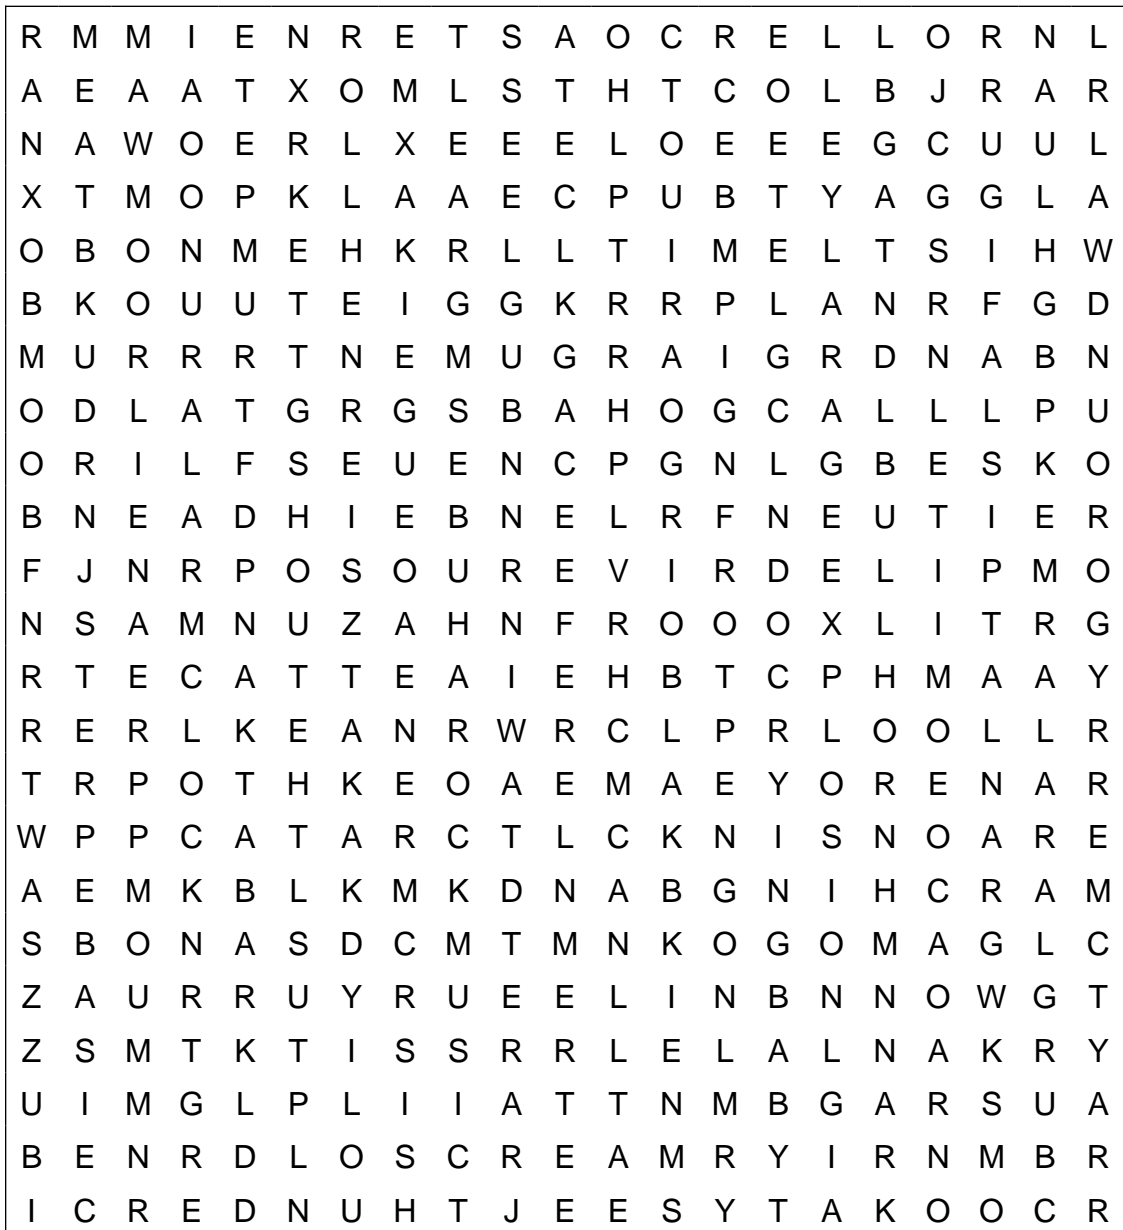 R M M I E N R E T S A O C R E L L O R N L
A E A A T X O M L S T H T C O L B J R A R
N A W O E R L X E E E L O E E E G C U U L
X T M O P K L A A E C P U B T Y A G G L A
O B O N M E H K R L L T I M E L T S I H W
B K O U U T E I G G K R R P L A N R F G D
M U R R R T N E M U G R A I G R D N A B N
O D L A T G R G S B A H O G C A L L L P U
O R I L F S E U E N C P G N L G B E S K O
B N E A D H I E B N E L R F N E U T I E R
F J N R P O S O U R E V I R D E L I P M O
N S A M N U Z A H N F R O O O X L I T R G
R T E C A T T E A I E H B T C P H M A A Y
R E R L K E A N R W R C L P R L O O L L R
T R P O T H K E O A E M A E Y O R E N A R
W P P C A T A R C T L C K N I S N O A R E
A E M K B L K M K D N A B G N I H C R A M
S B O N A S D C M T M N K O G O M A G L C
Z A U R R U Y R U E E L I N B N N O W G T
Z S M T K T I S S R R L E L A L N A K R Y
U I M G L P L I I A T T N M B G A R S U A
B E N R D L O S C R E A M R Y I R N M B R
I C R E D N U H T J E E S Y T A K O O C R